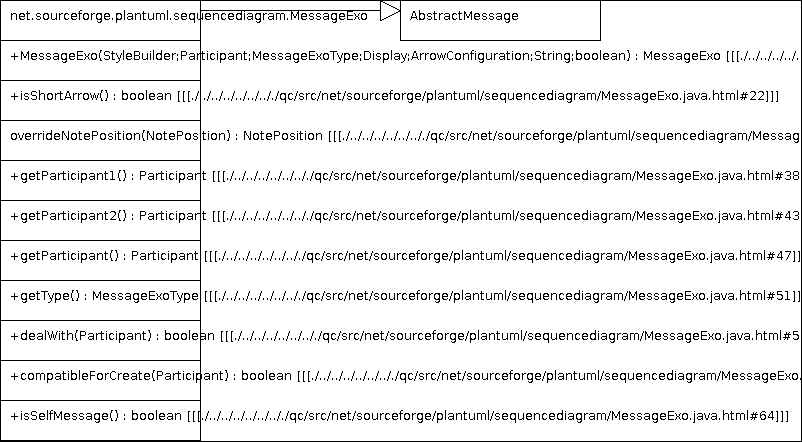 net.sourceforge.plantuml.sequencediagram.MessageExo
AbstractMessage
+MessageExo(StyleBuilder;Participant;MessageExoType;Display;ArrowConfiguration;String;boolean) : MessageExo [[[./../../../../.
+isShortArrow() : boolean [[[./../../../../../../../qc/src/net/sourceforge/plantuml/sequencediagram/MessageExo.java.html#22]]]
overrideNotePosition(NotePosition) : NotePosition [[[./../../../../../../../qc/src/net/sourceforge/plantuml/sequencediagram/Messag
+getParticipant1() : Participant [[[./../../../../../../../qc/src/net/sourceforge/plantuml/sequencediagram/MessageExo.java.html#38
+getParticipant2() : Participant [[[./../../../../../../../qc/src/net/sourceforge/plantuml/sequencediagram/MessageExo.java.html#43
+getParticipant() : Participant [[[./../../../../../../../qc/src/net/sourceforge/plantuml/sequencediagram/MessageExo.java.html#47]]
+getType() : MessageExoType [[[./../../../../../../../qc/src/net/sourceforge/plantuml/sequencediagram/MessageExo.java.html#51]]]
+dealWith(Participant) : boolean [[[./../../../../../../../qc/src/net/sourceforge/plantuml/sequencediagram/MessageExo.java.html#5
+compatibleForCreate(Participant) : boolean [[[./../../../../../../../qc/src/net/sourceforge/plantuml/sequencediagram/MessageExo.
+isSelfMessage() : boolean [[[./../../../../../../../qc/src/net/sourceforge/plantuml/sequencediagram/MessageExo.java.html#64]]]